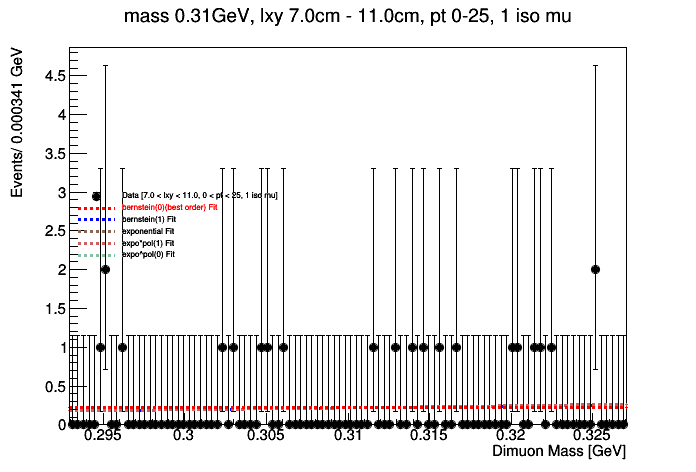 mass 0.31GeV, lxy 7.0cm - 11.0cm, pt 0-25, 1 iso mu
Events/ 0.000341 GeV
4.5
4
3.5
3
2.5
2
1.5
1
0.5
0
Data [7.0 < lxy < 11.0, 0 < pt < 25, 1 iso mu]
bernstein(0)(best order) Fit
bernstein(1) Fit
exponential Fit
expo*pol(1) Fit
expo^pol(0) Fit
0.295 0.3 0.305 0.31 0.315 0.32 0.325
Dimuon Mass [GeV]